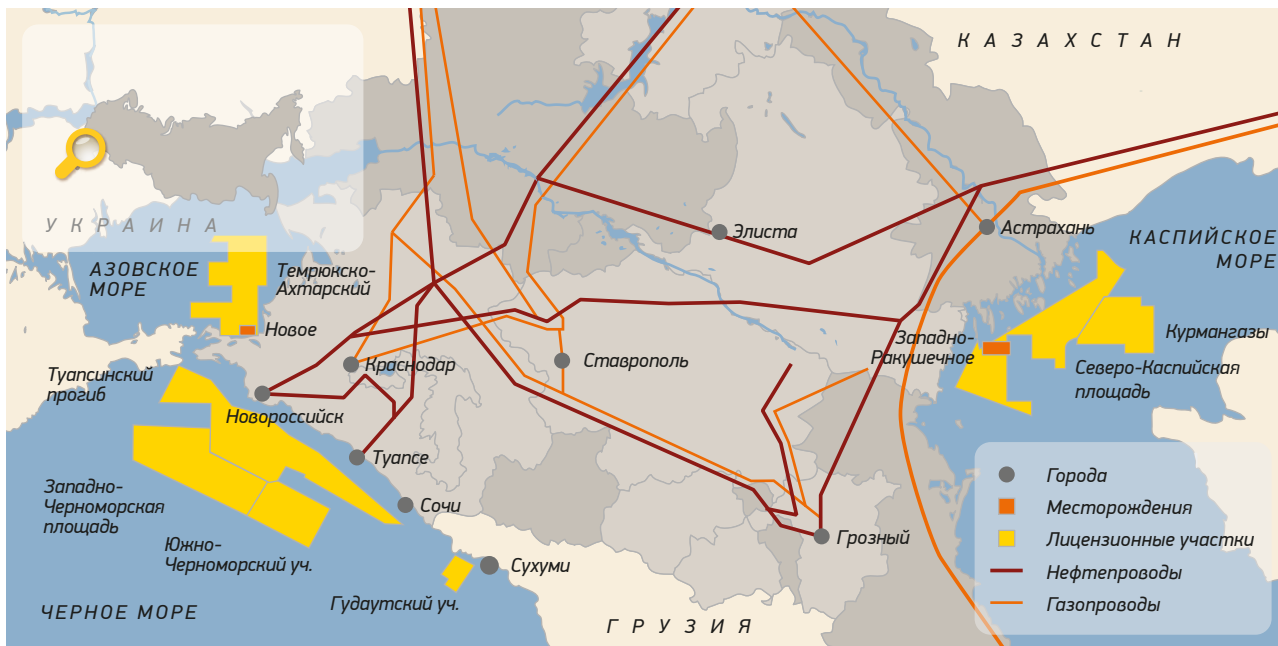 КАЗАХСТАН
УКРАИНА
АЗОВСКОЕ
МОРЕ
Темрюкско-
Ахтарский
Новое
Элиста
Астрахань
КАСПИЙСКОЕ
МОРЕ
Краснодар
Ставрополь
Западно-
Ракушечное
Курмангазы
Северо-Каспийская
площадь
Туапсинский
прогиб
Новороссийск
Туапсе
Западно-
Черноморская
площадь
Сочи
Южно-
Черноморский уч.
Сухуми
Гудаутский уч.
Грозный
ЧЕРНОЕ МОРЕ
ГРУЗИЯ
Города
Месторождения
Лицензионные участки
Нефтепроводы
Газопроводы